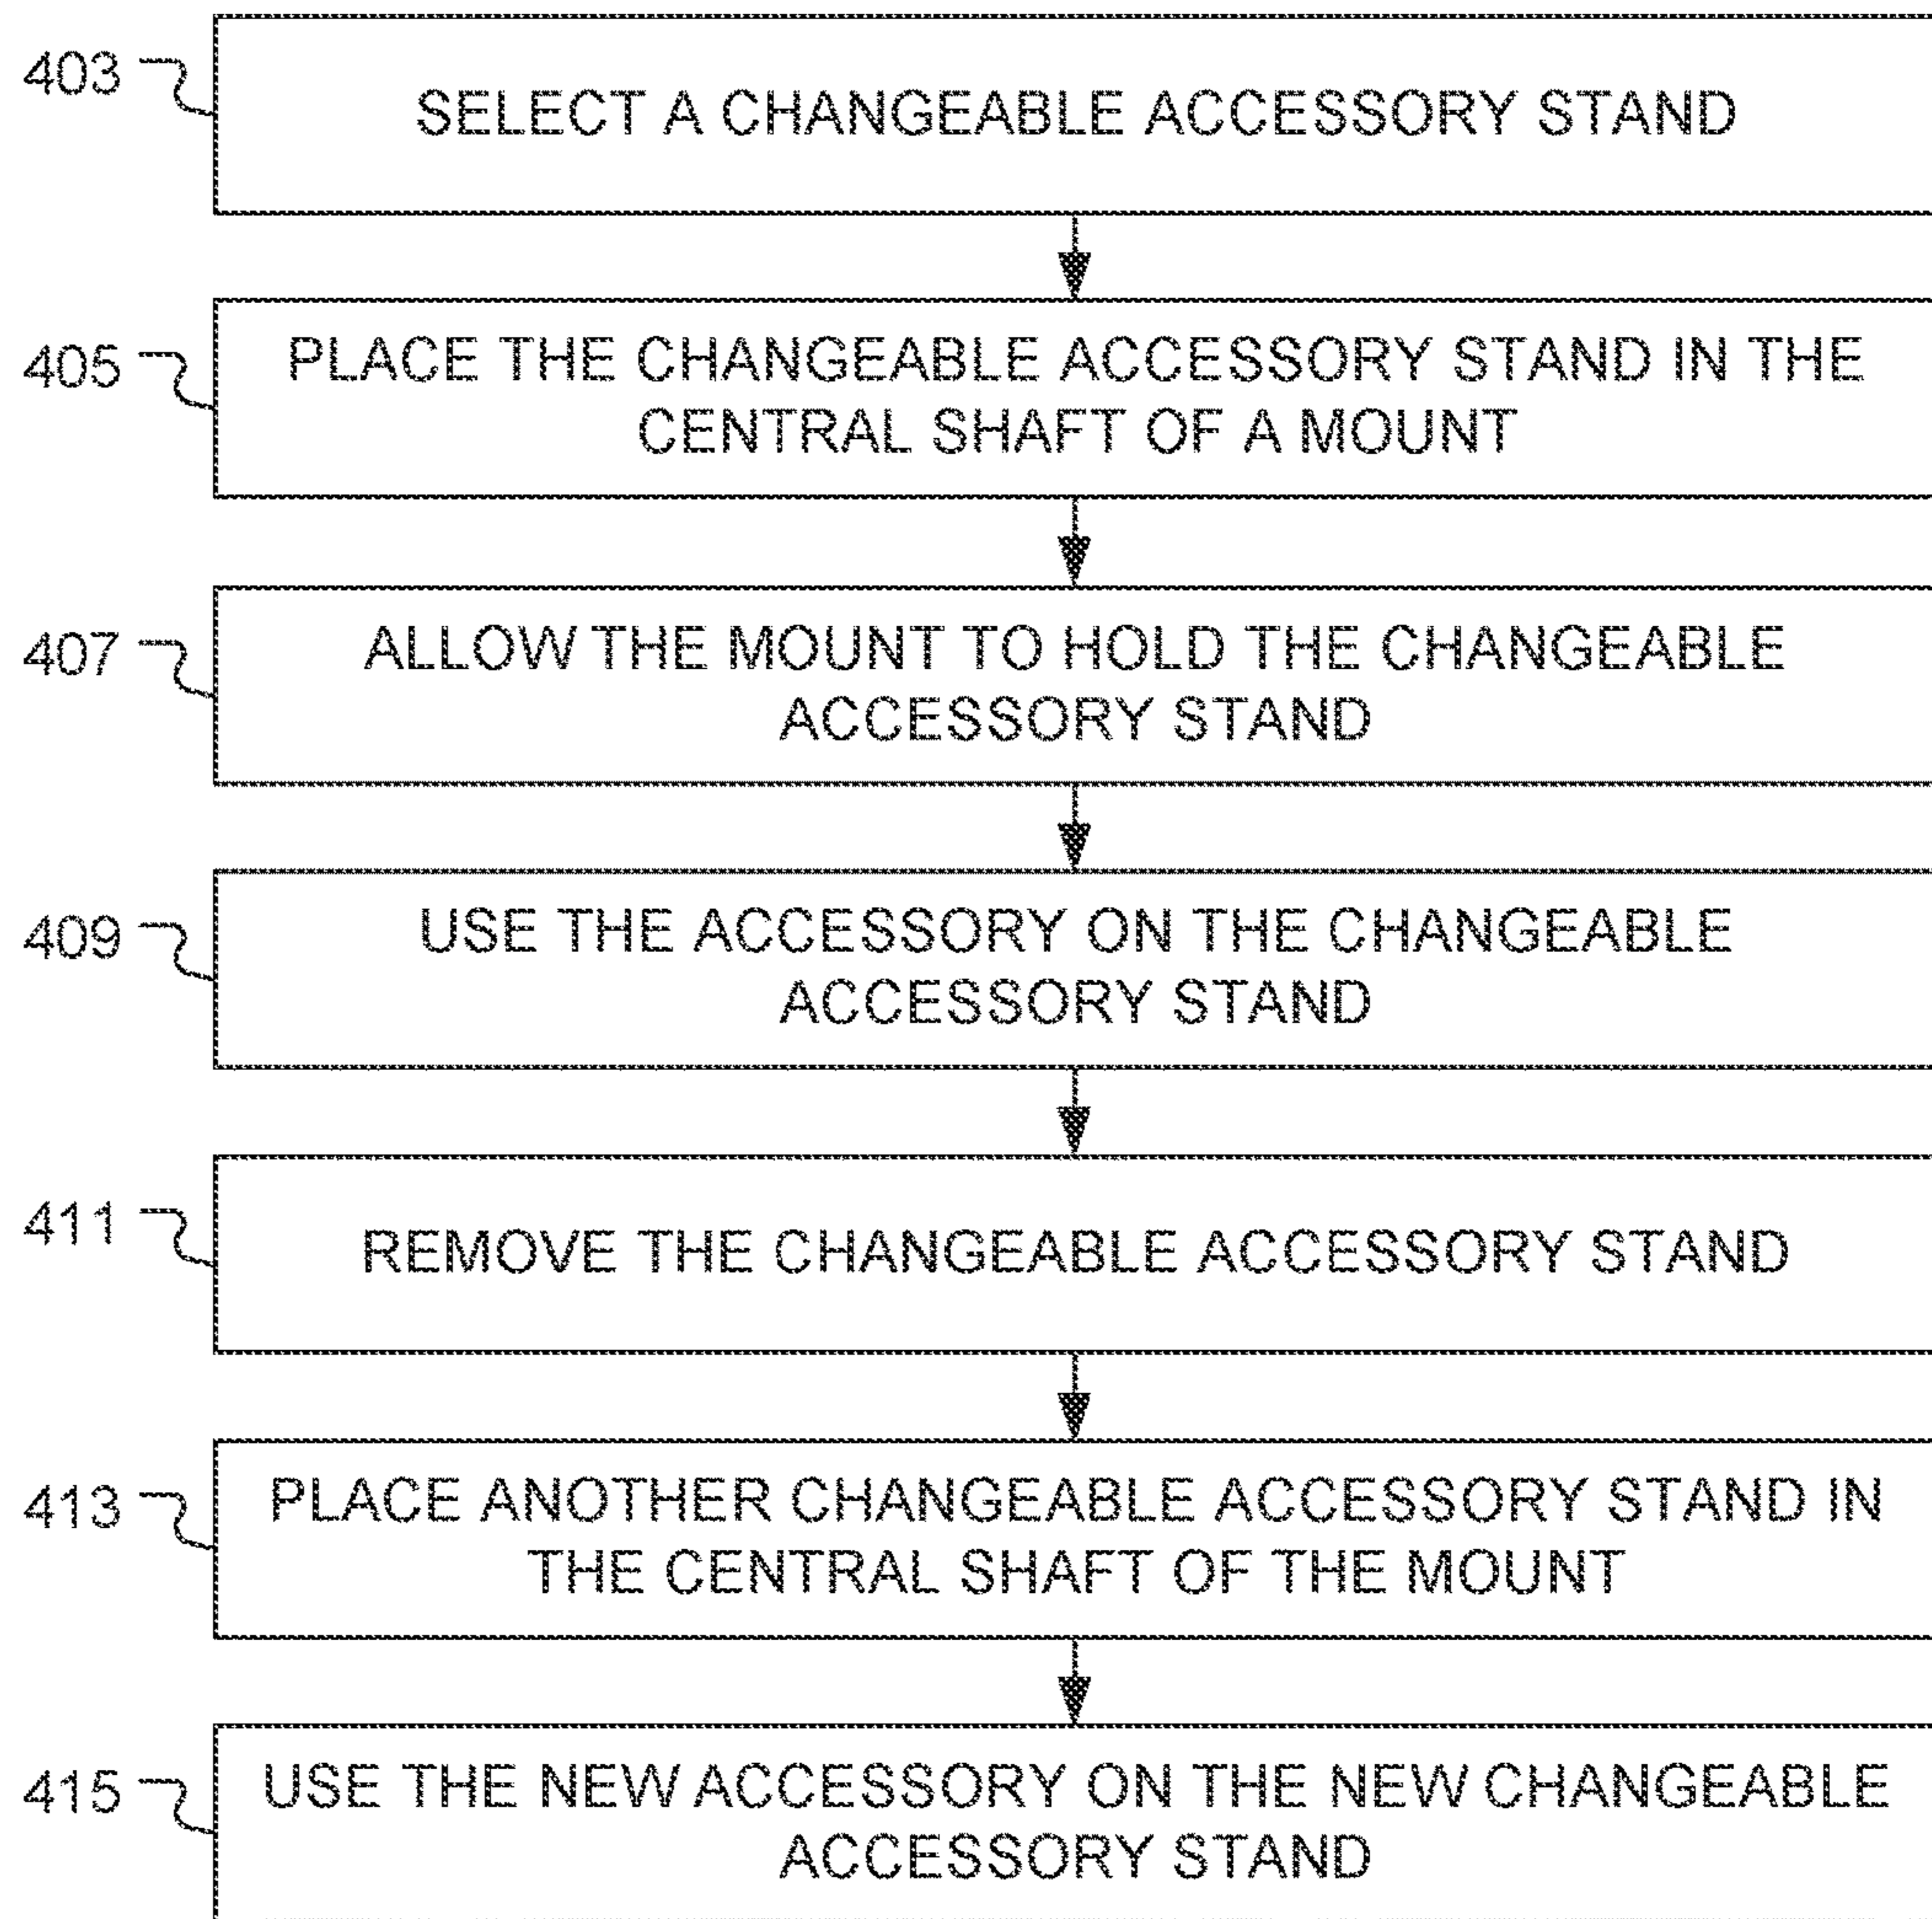 403
SELECT A CHANGEABLE ACCESSORY STAND
405
PLACE THE CHANGEABLE ACCESSORY STAND IN THE
CENTRAL SHAFT OF A MOUNT
407
ALLOW THE MOUNT TO HOLD THE CHANGEABLE
ACCESSORY STAND
409
USE THE ACCESSORY ON THE CHANGEABLE
ACCESSORY STAND
411
REMOVE THE CHANGEABLE ACCESSORY STAND
413
PLACE ANOTHER CHANGEABLE ACCESSORY STAND IN
THE CENTRAL SHAFT OF THE MOUNT
415
USE THE NEW ACCESSORY ON THE NEW CHANGEABLE
ACCESSORY STAND